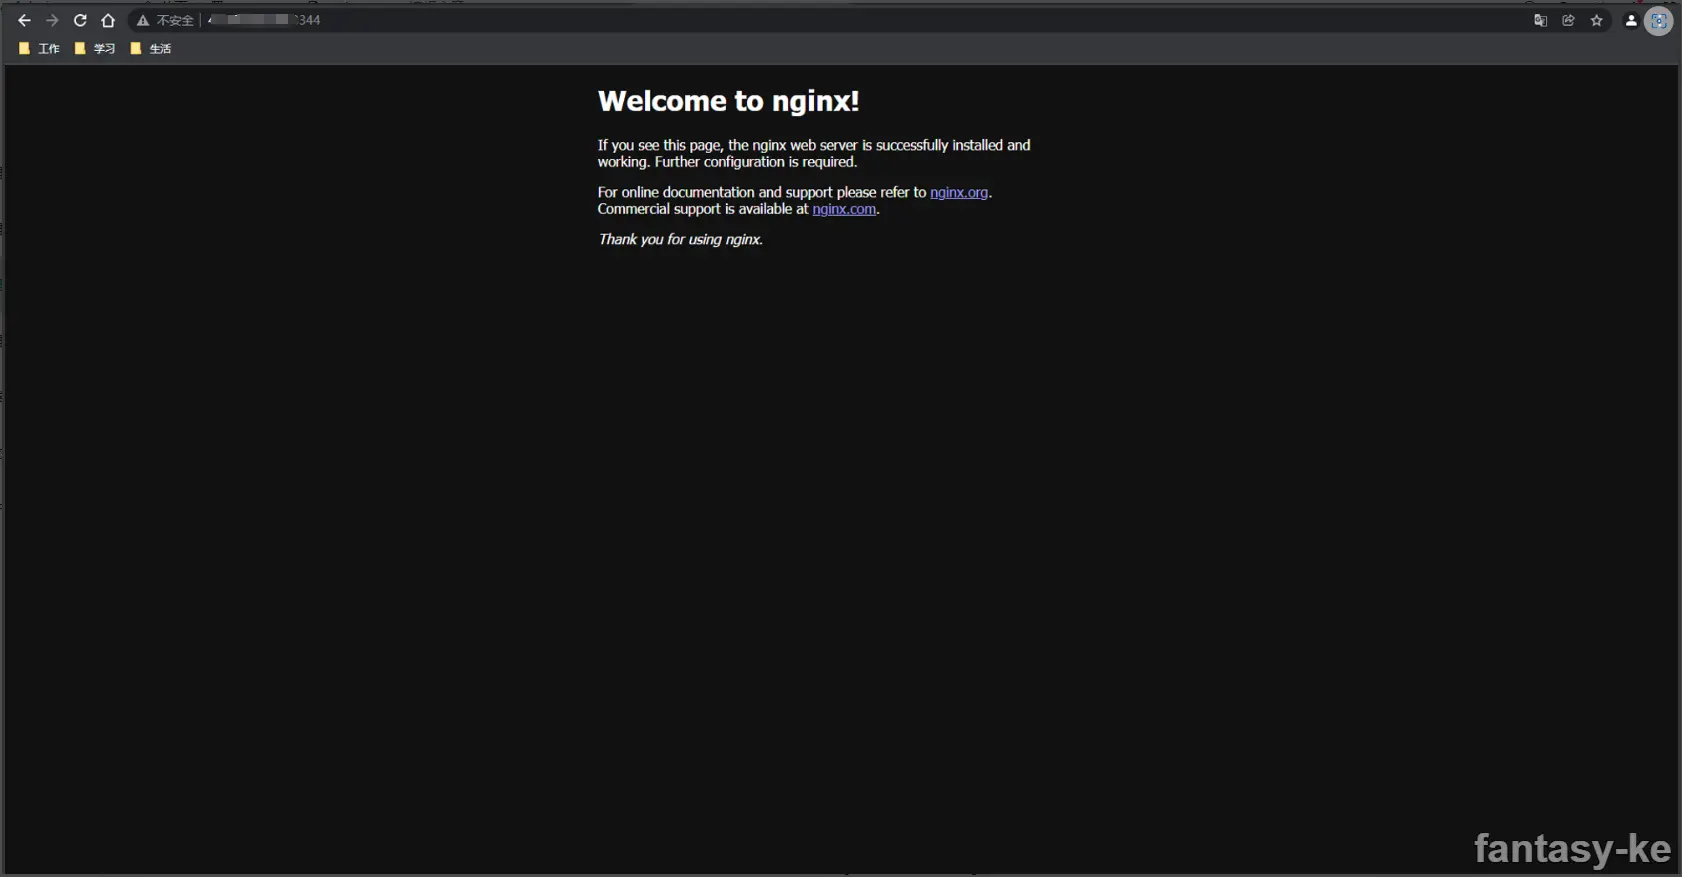 不安全
344
工作 学习 生活
Welcome to nginx!
If you see this page, the nginx web server is successfully installed and
working. Further configuration is required.
For online documentation and support please refer to nginx.org.
Commercial support is available at nginx.com.
Thank you for using nginx.
fantasy-ke